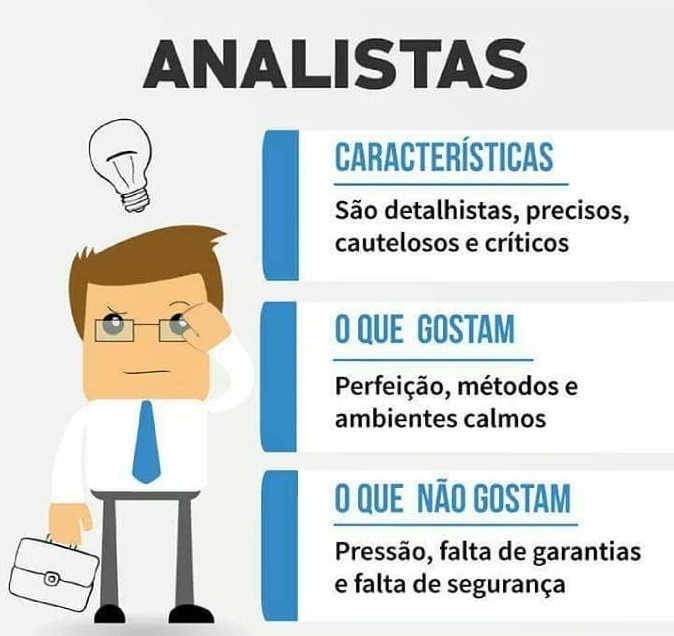 ANALISTAS
CARACTERÍSTICAS
São detalhistas, precisos,
cautelosos e críticos
O QUE GOSTAM
Perfeição, métodos e
ambientes calmos
O QUE NÃO GOSTAM
Pressão, falta de garantias
e falta de segurança